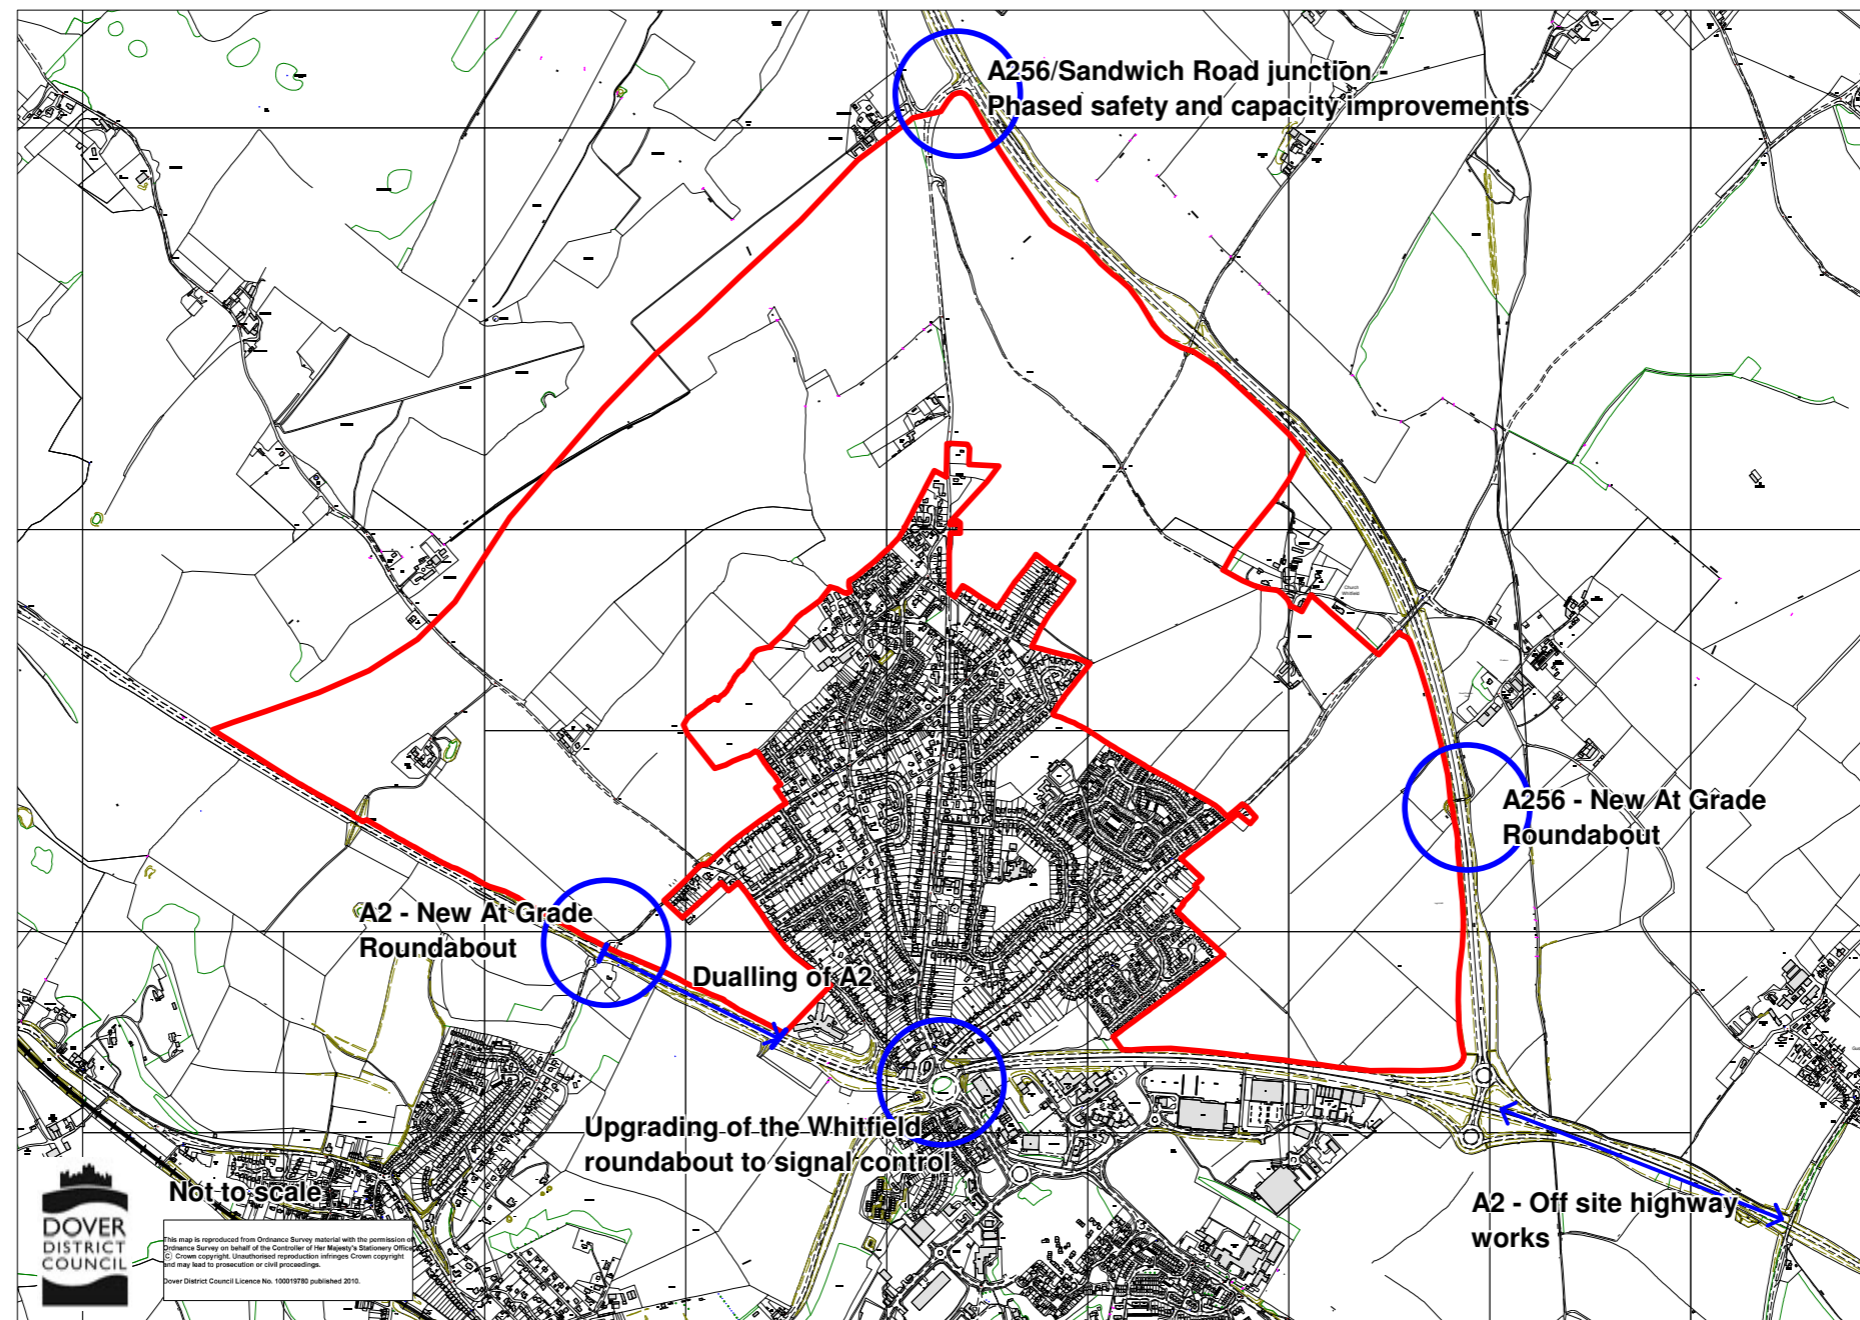 A256/Sandwich Road junction -
Phased safety and capacity improvements
Church
Whitfield
A256 - New At Grade
Roundabout
A2 - New At Grade
Roundabout
Dualling of A2
Upgrading of the Whitfield
roundabout to signal control
A2 - Off site highway
works
Not to scale
DOVER
DISTRICT
COUNCIL
This map is reproduced from Ordnance Survey material with the permission of
Ordnance Survey on behalf of the Controller of Her Majesty's Stationery Office
(C) Crown copyright. Unauthorised reproduction infringes Crown copyright
and may lead to prosecution or civil proceedings.
Dover District Council Licence No. 100019780 published 2010.